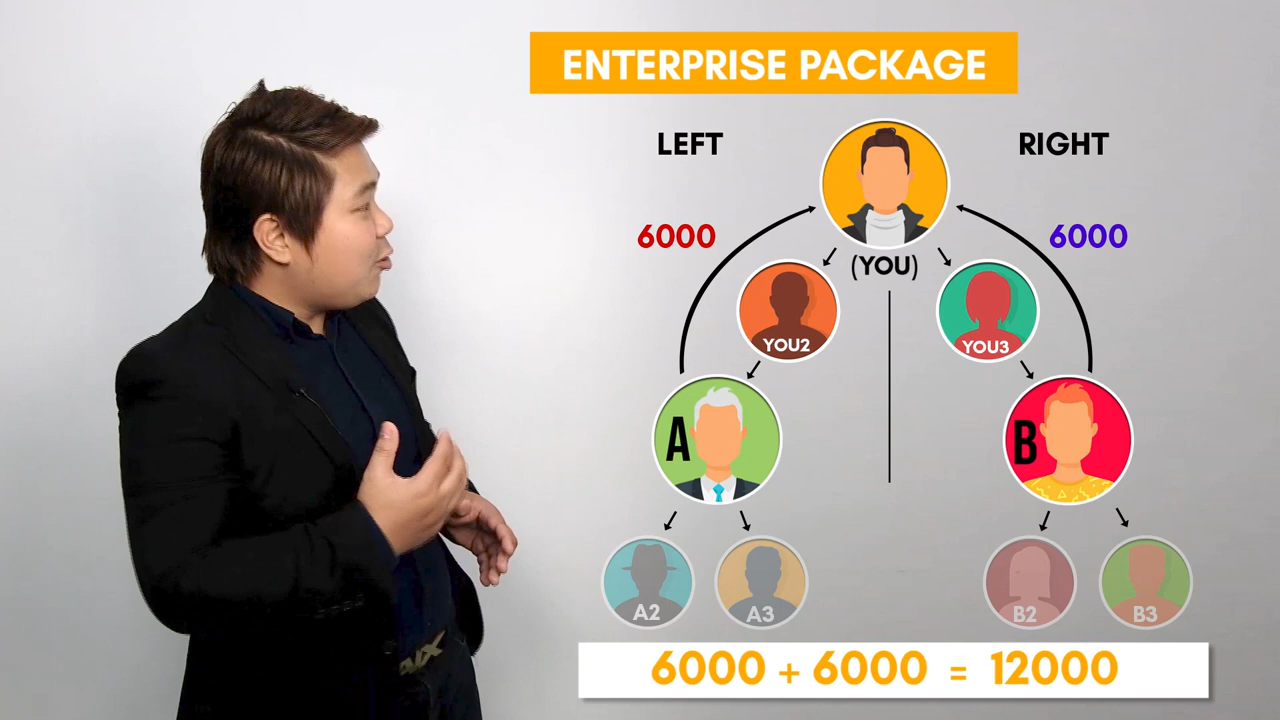 ENTERPRISE PACKAGE
LEFT
RIGHT
6000
6000
(YOU)
YOU2
YOU3
A
B
A2
A3
B2
B3
6000 + 6000 = 12000